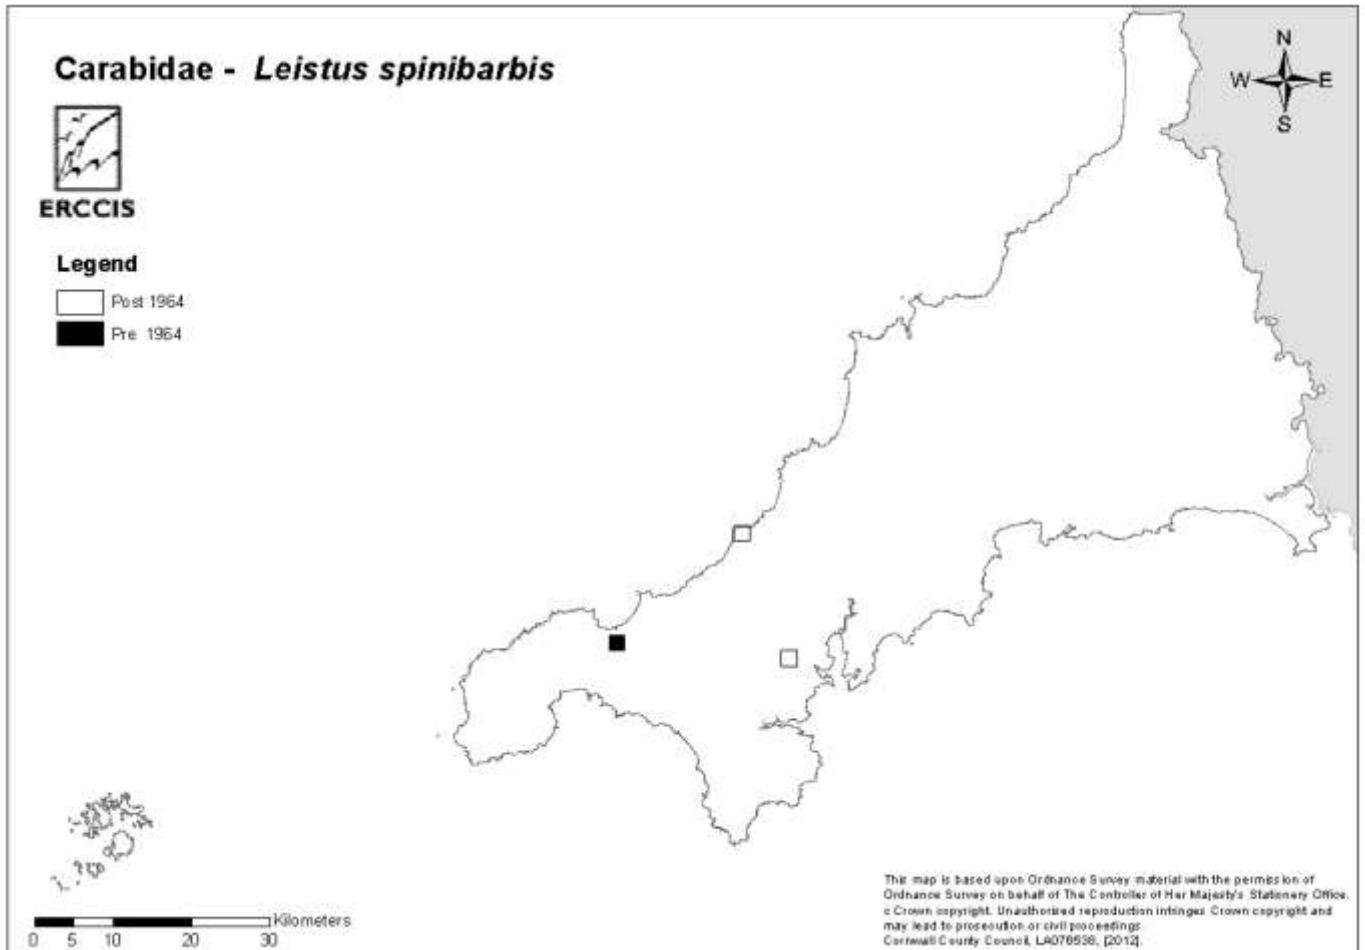 Carabidae - Leistus spinibarbis
N
W E
S
ERCCIS
Legend
Post 1964
Pre 1964
Kilometers
0 5 10 20 30
This map is based upon Ordnance Survey material with the permission of
Ordnance Survey on behalf of The Controller of Her Majesty's Stationery Office.
c Crown copyright. Unauthorised reproduction infringes Crown copyright and
may lead to prosecution or civil proceedings.
Cornwall County Council, LA076538, [2012].